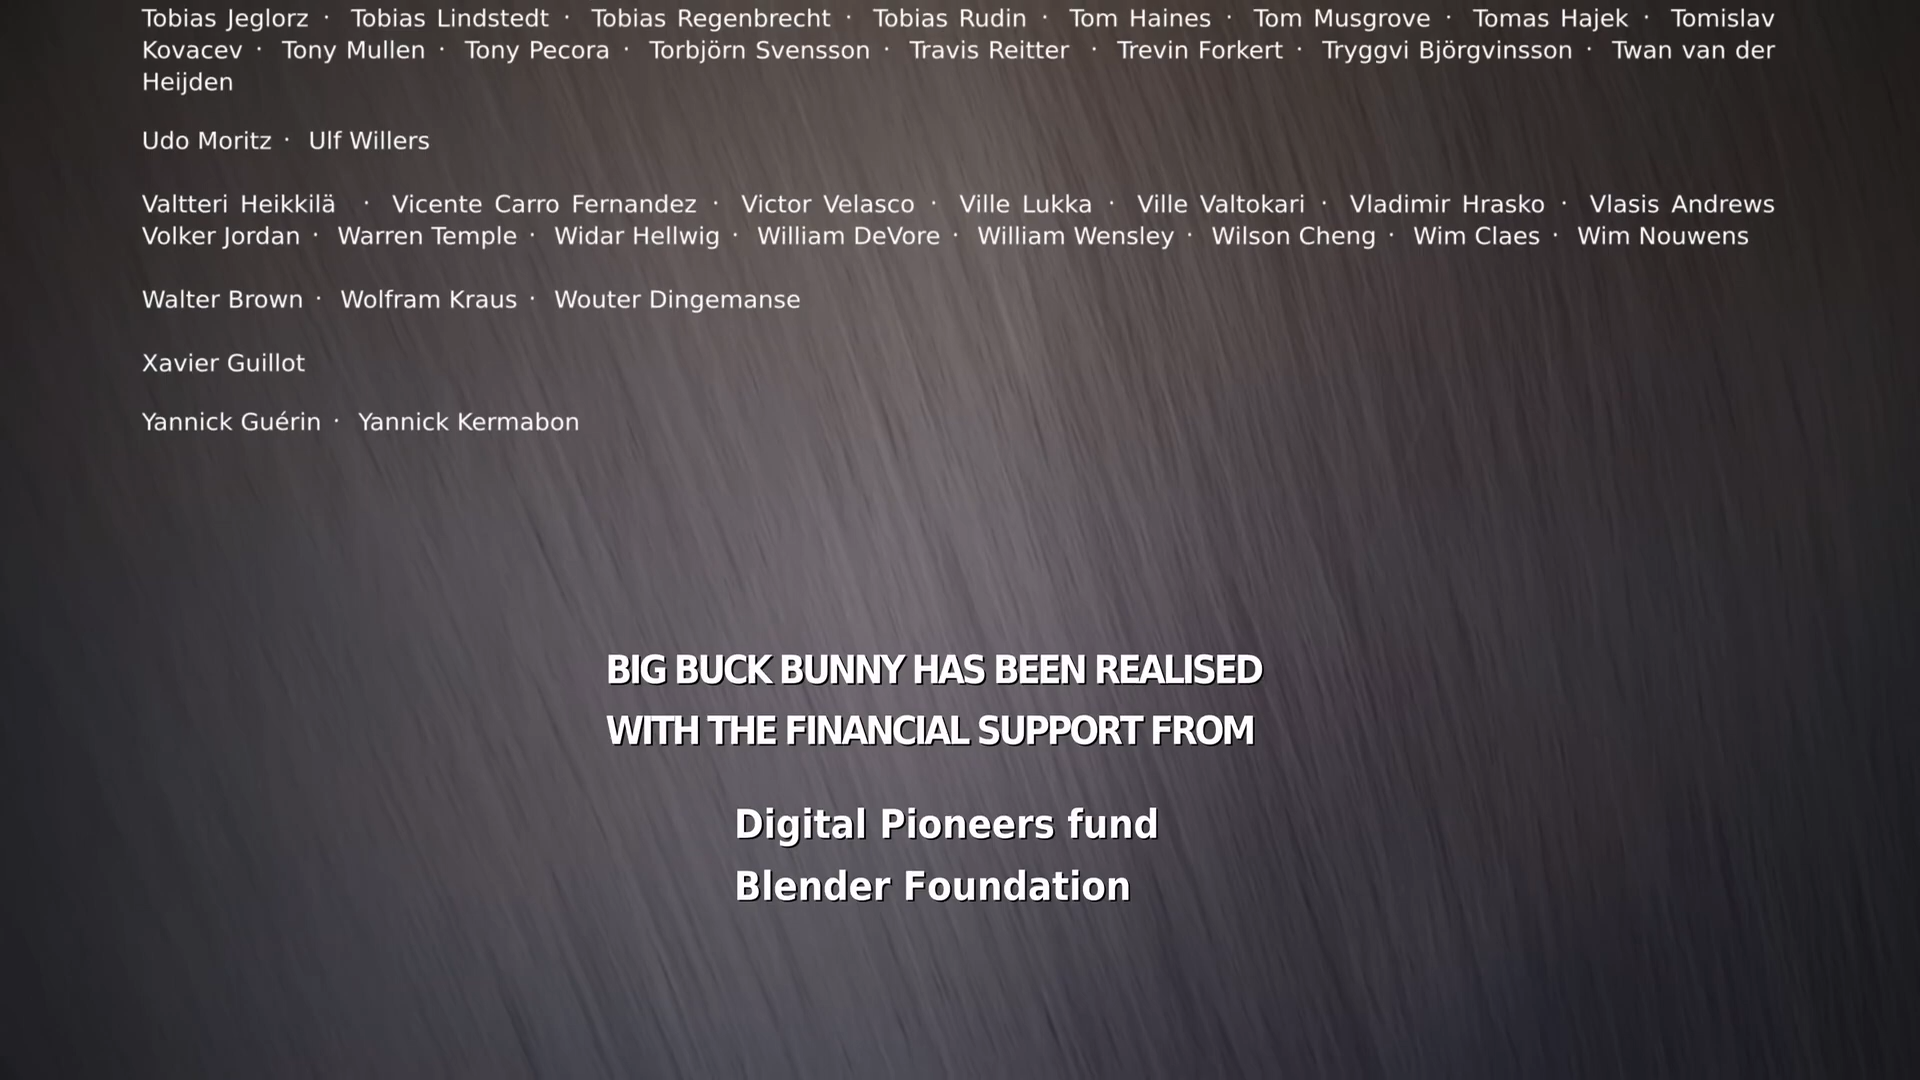 Tobias Jeglorz · Tobias Lindstedt · Tobias Regenbrecht · Tobias Rudin · Tom Haines · Tom Musgrove · Tomas Hajek · Tomislav
Kovacev · Tony Mullen · Tony Pecora · Torbjörn Svensson · Travis Reitter · Trevin Forkert · Tryggvi Björgvinsson · Twan van der
Heijden
Udo Moritz · Ulf Willers
Valtteri Heikkilä · Vicente Carro Fernandez · Victor Velasco · Ville Lukka · Ville Valtokari · Vladimir Hrasko · Vlasis Andrews
Volker Jordan · Warren Temple · Widar Hellwig · William DeVore · William Wensley · Wilson Cheng · Wim Claes · Wim Nouwens
Walter Brown · Wolfram Kraus · Wouter Dingemanse
Xavier Guillot
Yannick Guérin · Yannick Kermabon
BIG BUCK BUNNY HAS BEEN REALISED
WITH THE FINANCIAL SUPPORT FROM
Digital Pioneers fund
Blender Foundation